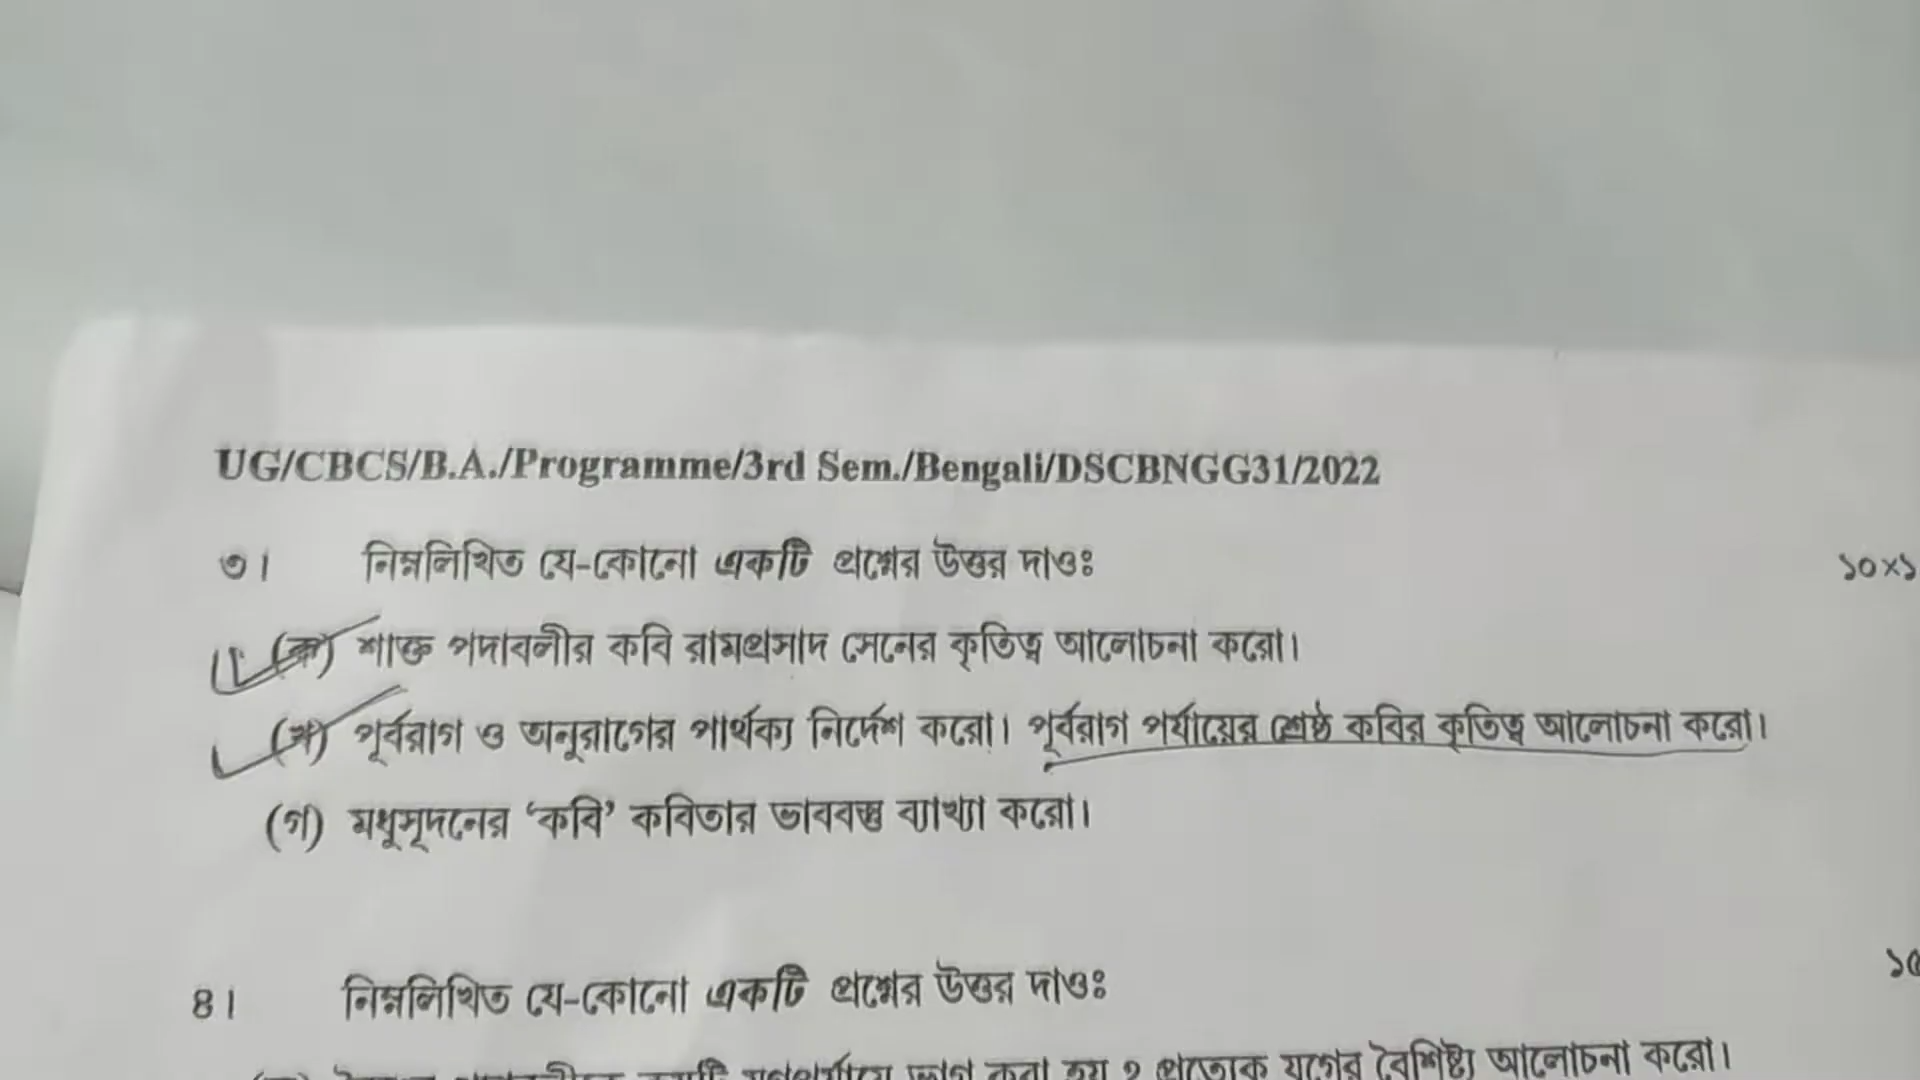 UG/CBCS/B.A./Programme/3rd Sem./Bengali/DSCBNGG31/2022
৩। নিম্নলিখিত যে-কোনো একটি প্রশ্নের উত্তর দাওঃ ১০×১
(ক) শাক্ত পদাবলীর কবি রামপ্রসাদ সেনের কৃতিত্ব আলোচনা করো।
(খ) পূর্বরাগ ও অনুরাগের পার্থক্য নির্দেশ করো। পূর্বরাগ পর্যায়ের শ্রেষ্ঠ কবির কৃতিত্ব আলোচনা করো।
(গ) মধুসূদনের ‘কবি’ কবিতার ভাববস্তু ব্যাখ্যা করো।
৪। নিম্নলিখিত যে-কোনো একটি প্রশ্নের উত্তর দাওঃ
ভাগ করা হয় ? প্রত্যেক যুগের বৈশিষ্ট্য আলোচনা করো।